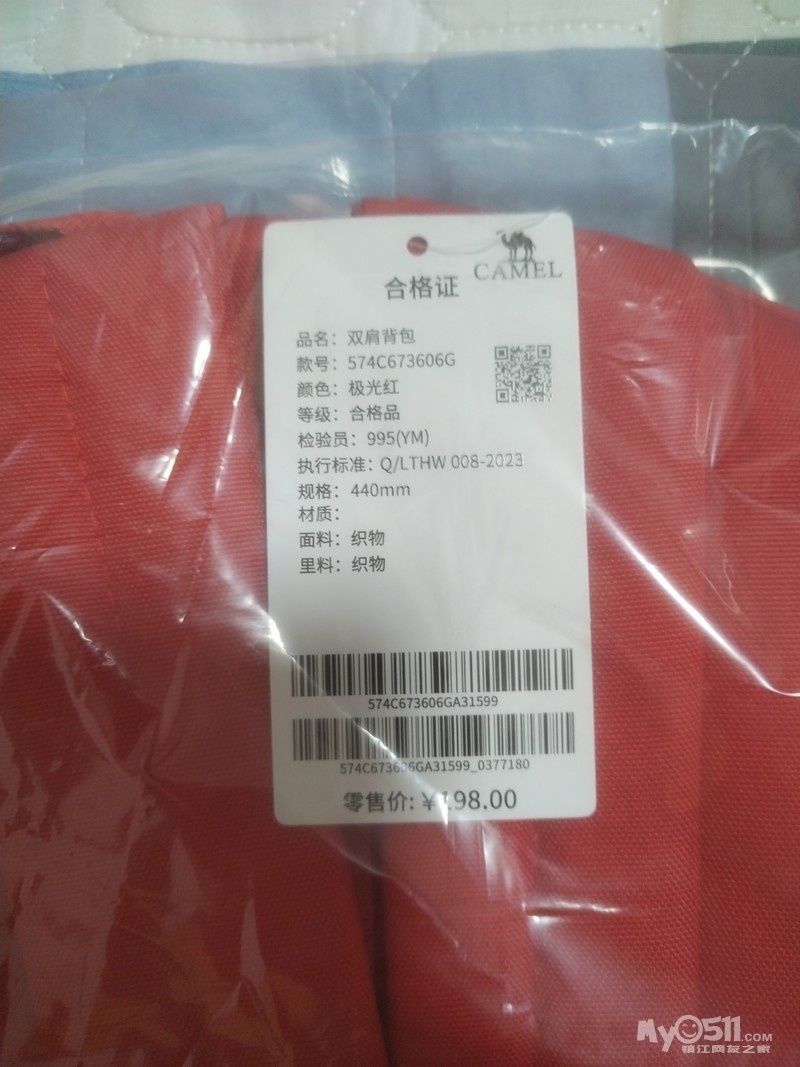 CAMEL
合格证
品名：双肩背包
款号：574C673606G
颜色：极光红
等级：合格品
检验员：995(YM)
执行标准：Q/LTHW 008-2023
规格：440mm
材质：
面料：织物
里料：织物
574C673606GA31599
574C673606GA31599_0377180
零售价: ¥198.00
My0511.COM
镇江网友之家